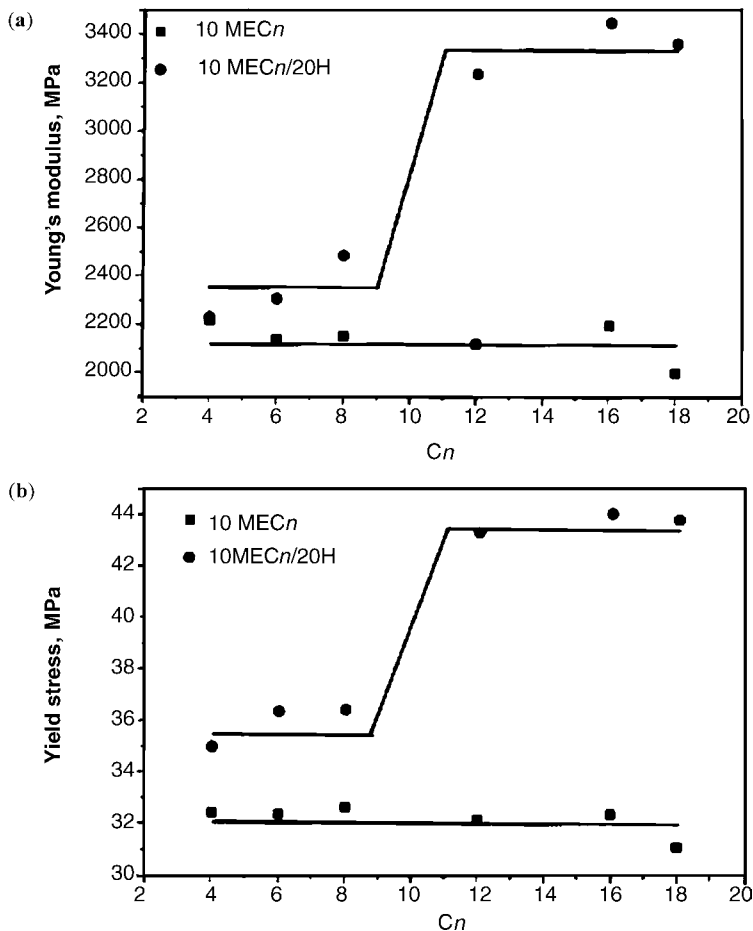 (a)
10 MECn
10 MECn/20H
Young's modulus, MPa
3400
3200
3000
2800
2600
2400
2200
2000
2 4 6 8 10 12 14 16 18 20
Cn
(b)
10 MECn
10MECn/20H
Yield stress, MPa
44
42
40
38
36
34
32
30
2 4 6 8 10 12 14 16 18 20
Cn